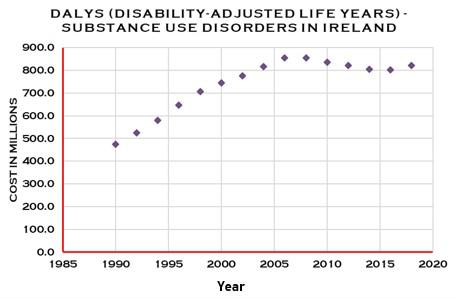 DALYS (DISABILITY-ADJUSTED LIFE YEARS) -
SUBSTANCE USE DISORDERS IN IRELAND
COST IN MILLIONS
900.0
800.0
700.0
600.0
500.0
400.0
300.0
200.0
100.0
0.0
1985 1990 1995 2000 2005 2010 2015 2020
Year